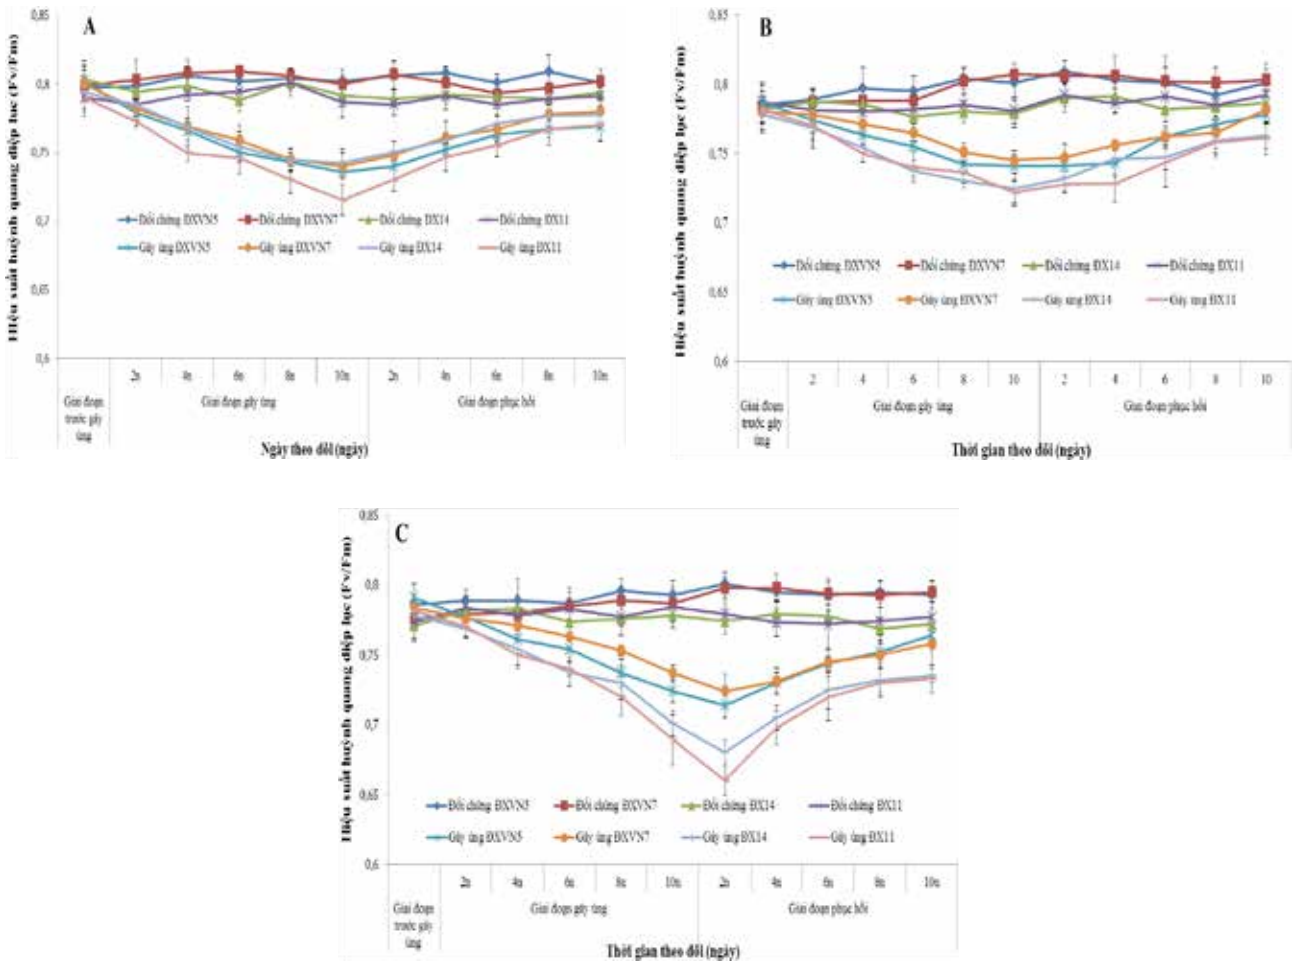 A
Hiệu suất huỳnh quang diệp lục (Fv/Fm)
0,85
0,8
0,75
0,7
0,65
0,6
Đối chứng ĐXVN5 Đối chứng ĐXVN7 Đối chứng ĐX14 Đối chứng ĐX11
Gây úng ĐXVN5 Gây úng ĐXVN7 Gây úng ĐX14 Gây úng ĐX11
2n 4n 6n 8n 10n 2n 4n 6n 8n 10n
Giai đoạn trước gây úng
Giai đoạn gây úng
Giai đoạn phục hồi
Ngày theo dõi (ngày)
B
Hiệu suất huỳnh quang diệp lục (Fv/Fm)
0,85
0,8
0,75
0,7
0,65
0,6
Đối chứng ĐXVN5 Đối chứng ĐXVN7 Đối chứng ĐX14 Đối chứng ĐX11
Gây úng ĐXVN5 Gây úng ĐXVN7 Gây úng ĐX14 Gây úng ĐX11
2 4 6 8 10 2 4 6 8 10
Giai đoạn trước gây úng
Giai đoạn gây úng
Giai đoạn phục hồi
Thời gian theo dõi (ngày)
C
Hiệu suất huỳnh quang diệp lục (Fv/Fm)
0,85
0,8
0,75
0,7
0,65
0,6
Đối chứng ĐXVN5 Đối chứng ĐXVN7 Đối chứng ĐX14 Đối chứng ĐX11
Gây úng ĐXVN5 Gây úng ĐXVN7 Gây úng ĐX14 Gây úng ĐX11
2n 4n 6n 8n 10n 2n 4n 6n 8n 10n
Giai đoạn trước gây úng
Giai đoạn gây úng
Giai đoạn phục hồi
Thời gian theo dõi (ngày)